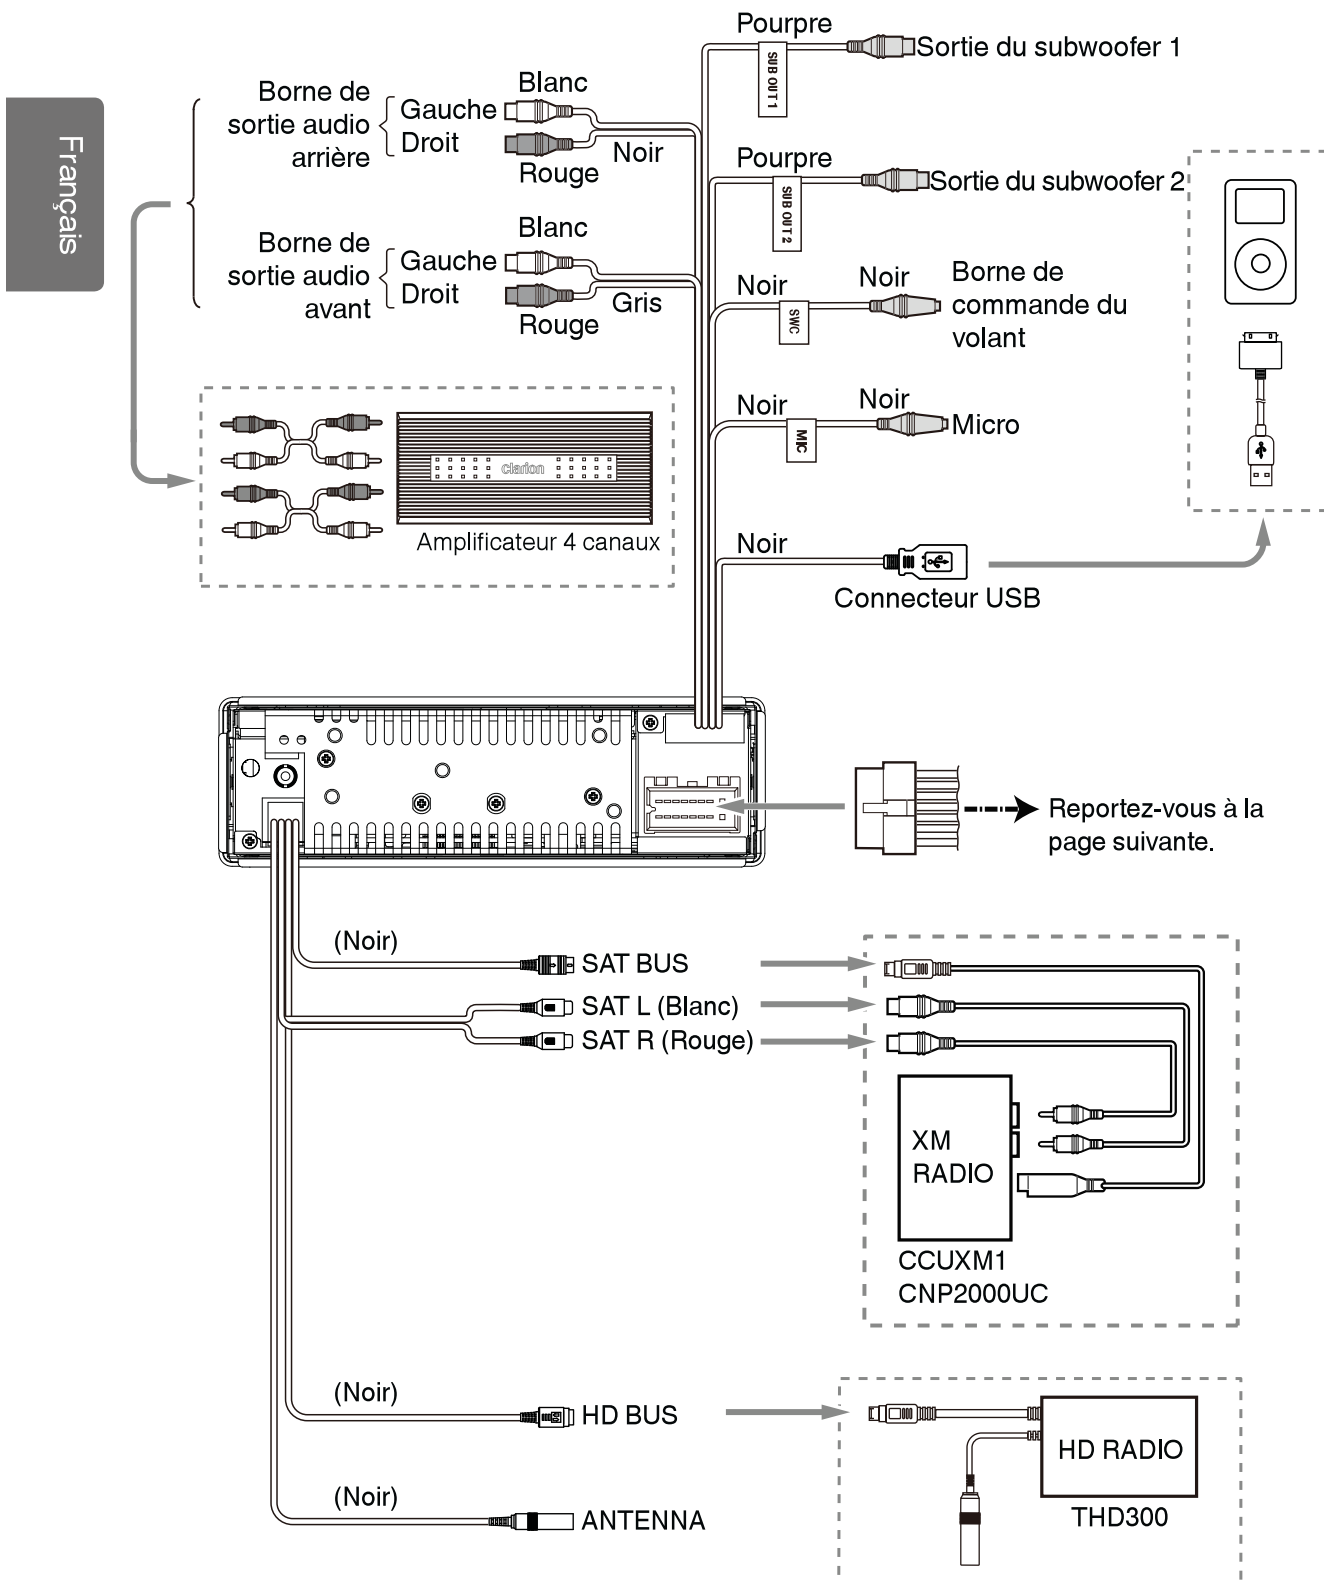 Français
Borne de
sortie audio
arrière
Gauche
Droit
Blanc
Rouge
Noir
Borne de
sortie audio
avant
Gauche
Droit
Blanc
Rouge
Gris
clarion
Amplificateur 4 canaux
Pourpre
SUB OUT 1
Sortie du subwoofer 1
Pourpre
SUB OUT 2
Sortie du subwoofer 2
Noir
SWC
Noir
Borne de
commande du
volant
Noir
MIC
Noir
Micro
Noir
Connecteur USB
Reportez-vous à la
page suivante.
(Noir)
SAT BUS
SAT L (Blanc)
SAT R (Rouge)
XM
RADIO
CCUXM1
CNP2000UC
(Noir)
HD BUS
HD RADIO
THD300
(Noir)
ANTENNA